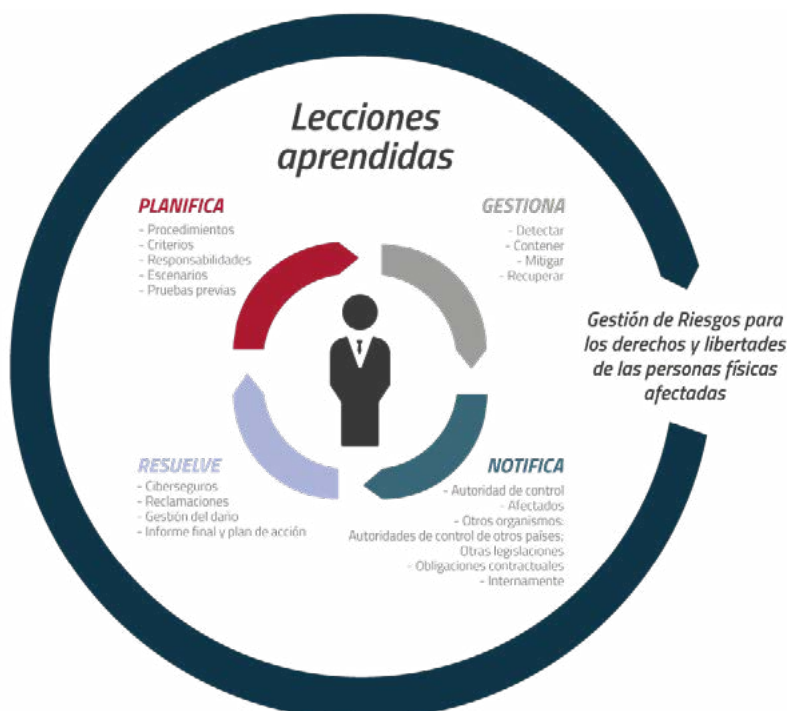 Lecciones
aprendidas
PLANIFICA
- Procedimientos
- Criterios
- Responsabilidades
- Escenarios
- Pruebas previas
GESTIONA
- Detectar
- Contener
- Mitigar
- Recuperar
Gestión de Riesgos para
los derechos y libertades
de las personas físicas
afectadas
RESUELVE
- Ciberseguros
- Reclamaciones
- Gestión del daño
- Informe final y plan de acción
NOTIFICA
- Autoridad de control
- Afectados
- Otros organismos:
Autoridades de control de otros países;
Otras legislaciones
- Obligaciones contractuales
- Internamente